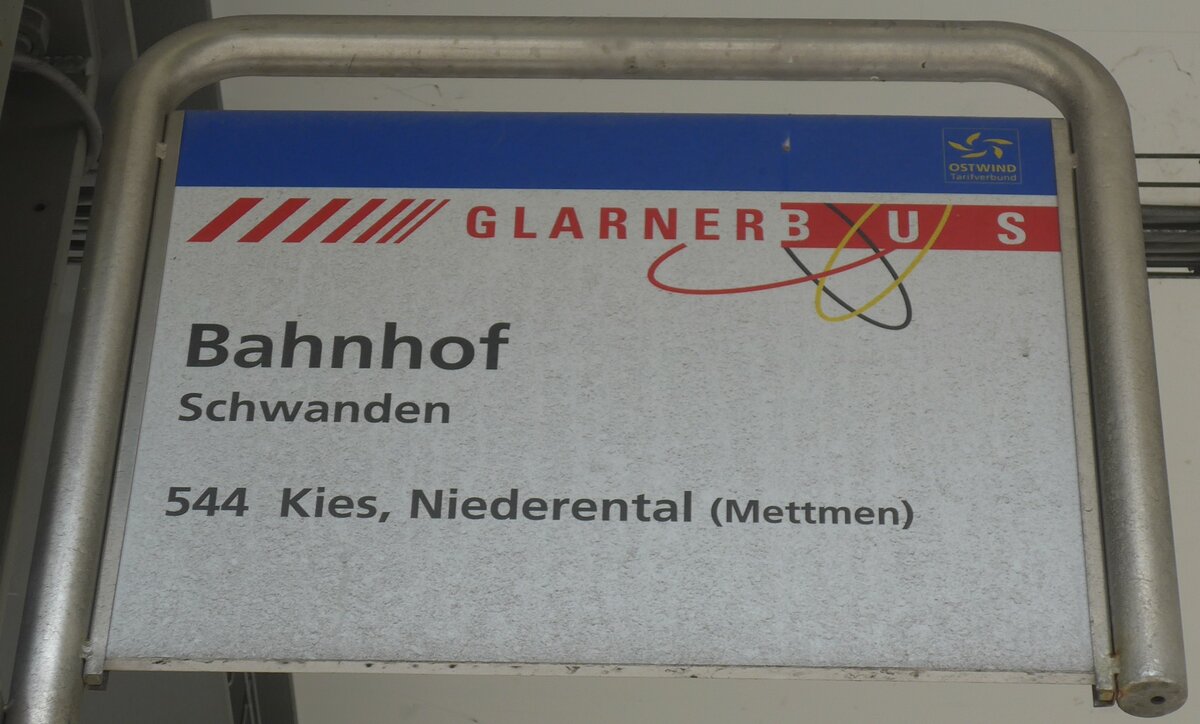 OSTWIND
Tarifverbund
GLARNERBUS
Bahnhof
Schwanden
544 Kies, Niederental (Mettmen)